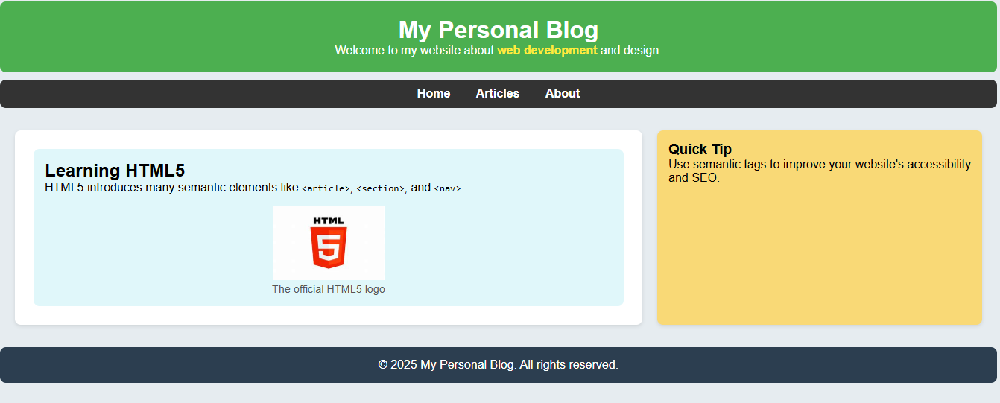 My Personal Blog
Welcome to my website about web development and design.
Home Articles About
Learning HTML5
HTML5 introduces many semantic elements like <article>, <section>, and <nav>.
HTML
5
The official HTML5 logo
Quick Tip
Use semantic tags to improve your website's accessibility
and SEO.
© 2025 My Personal Blog. All rights reserved.